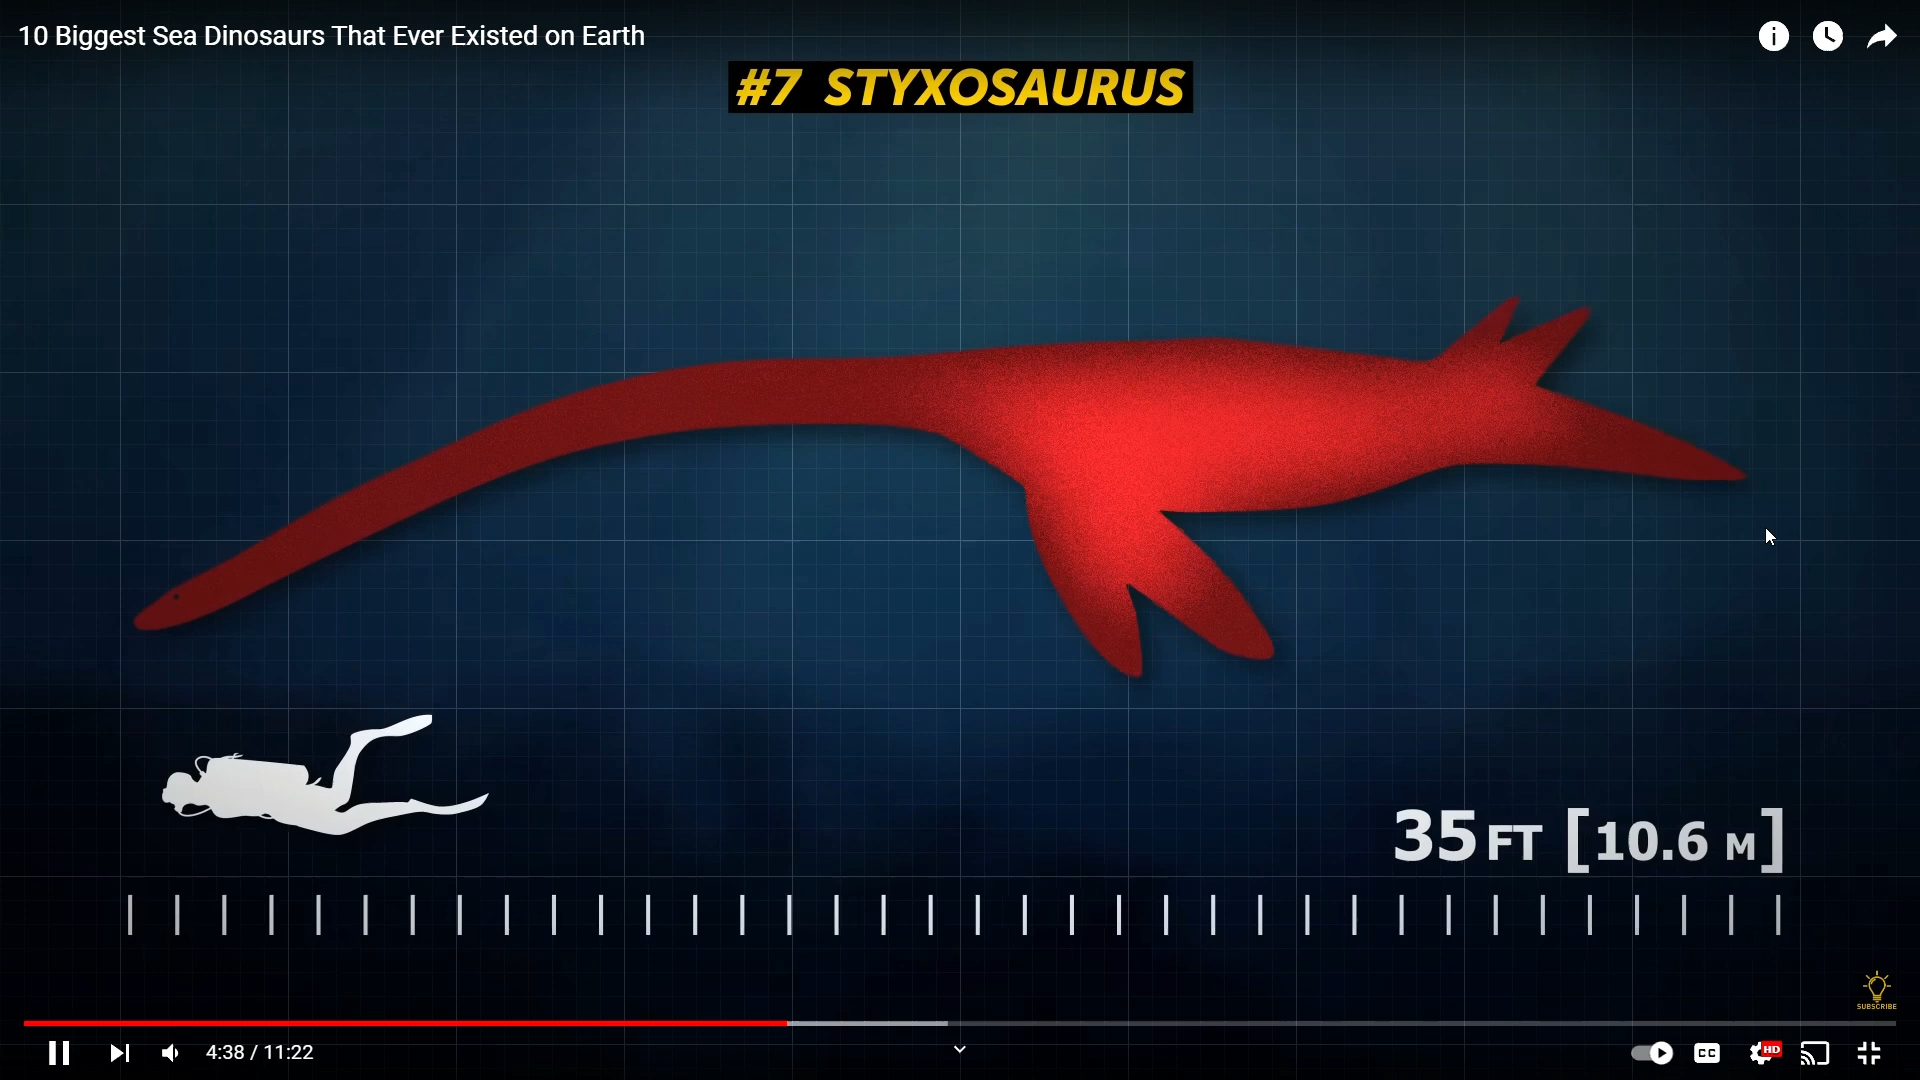 10 Biggest Sea Dinosaurs That Ever Existed on Earth
#7 STYXOSAURUS
35 FT [10.6 M]
SUBSCRIBE
4:38 / 11:22
CC
HD